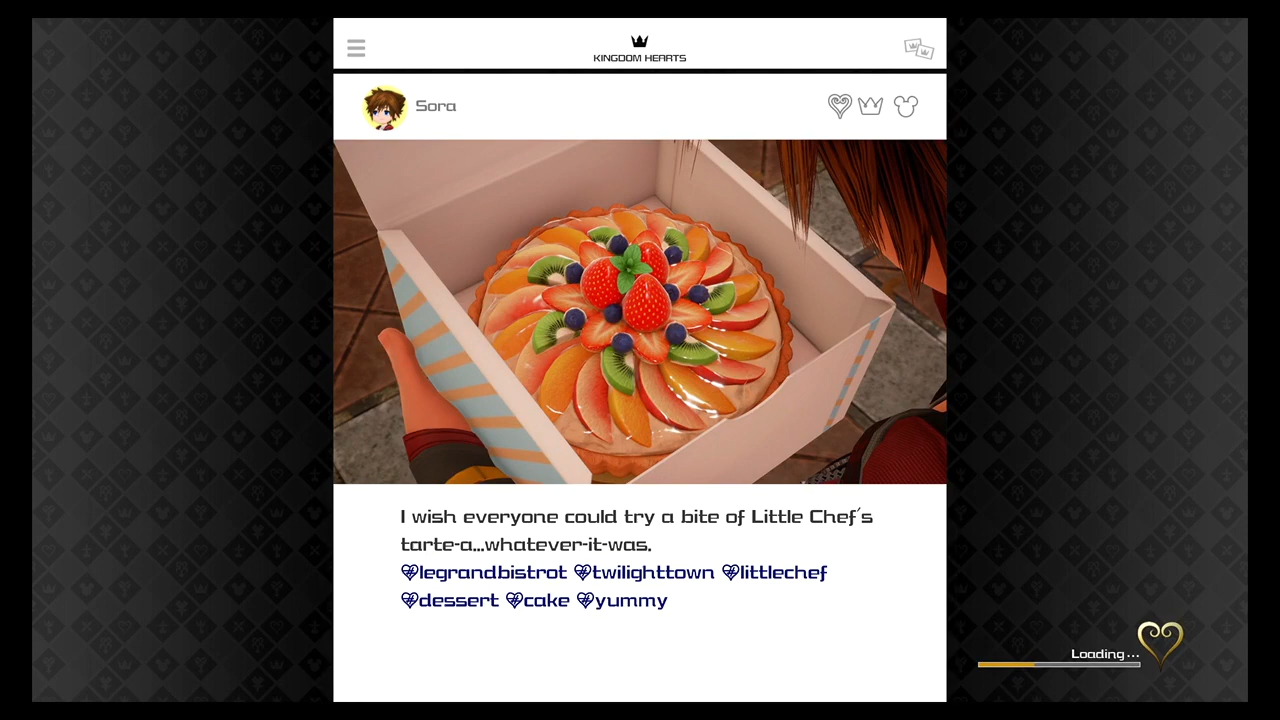 KINGDOM HEARTS
Sora
I wish everyone could try a bite of Little Chef's
tarte-a...whatever-it-was.
#legrandbistrot #twilighttown #littlechef
#dessert #cake #yummy
Loading...